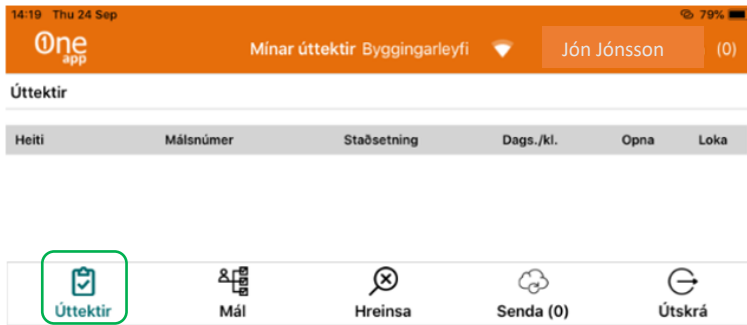 14:19 Thu 24 Sep 79%
One app
Mínar úttektir Byggingarleyfi Jón Jónsson (0)
Úttektir
Heiti Málsnúmer Staðsetning Dags./kl. Opna Loka
Úttektir Mál Hreinsa Senda (0) Útskrá